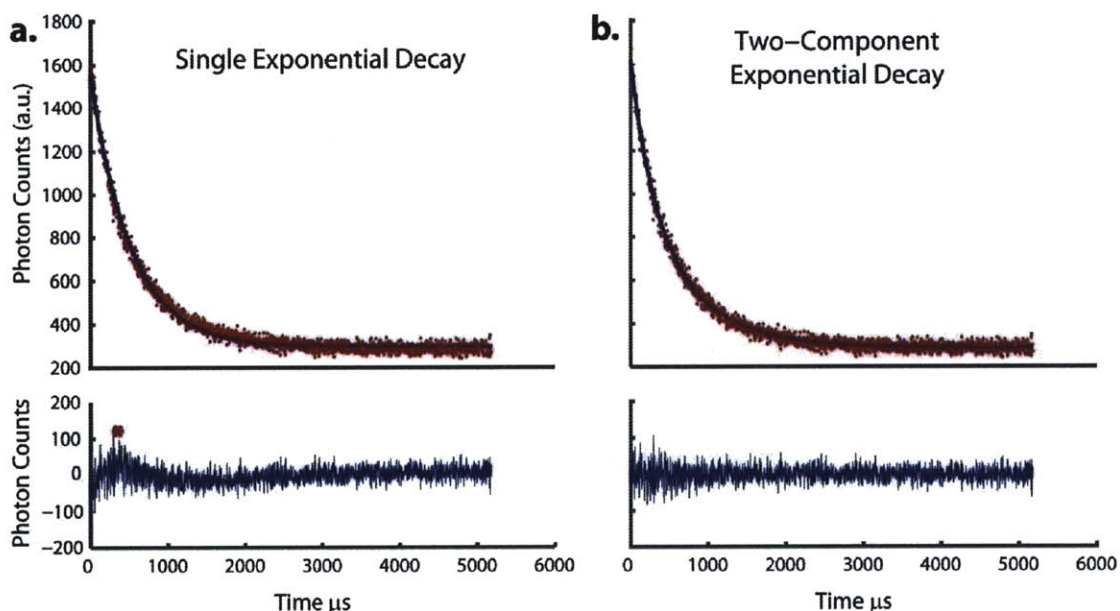 a.
Single Exponential Decay
Photon Counts (a.u.)
1800
1600
1400
1200
1000
800
600
400
200
Photon Counts
200
100
0
−100
−200
0 1000 2000 3000 4000 5000 6000
Time μs
b.
Two−Component
Exponential Decay
0 1000 2000 3000 4000 5000 6000
Time μs